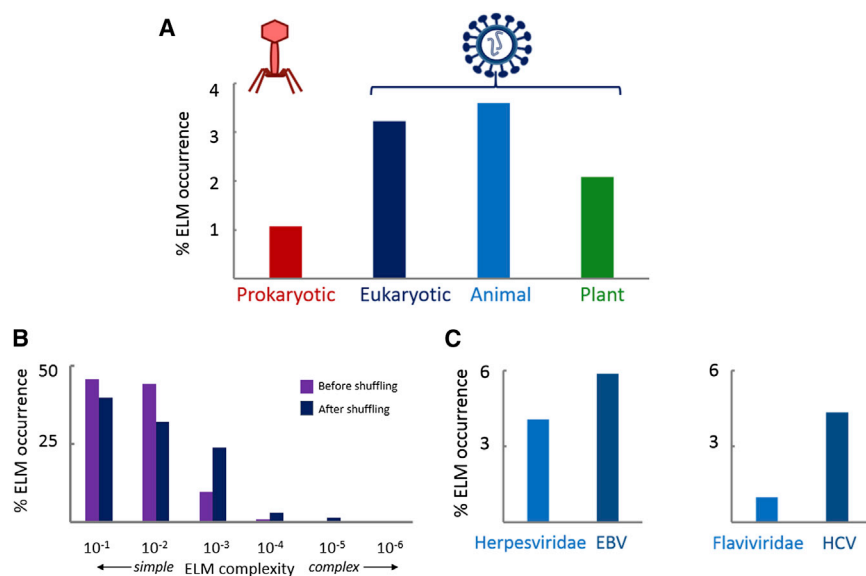 A
% ELM occurrence
4
3
2
1
Prokaryotic Eukaryotic Animal Plant
B
% ELM occurrence
50
25
Before shuffling
After shuffling
10-1 10-2 10-3 10-4 10-5 10-6
simple ELM complexity complex
C
% ELM occurrence
6
3
Herpesviridae EBV
6
3
Flaviviridae HCV